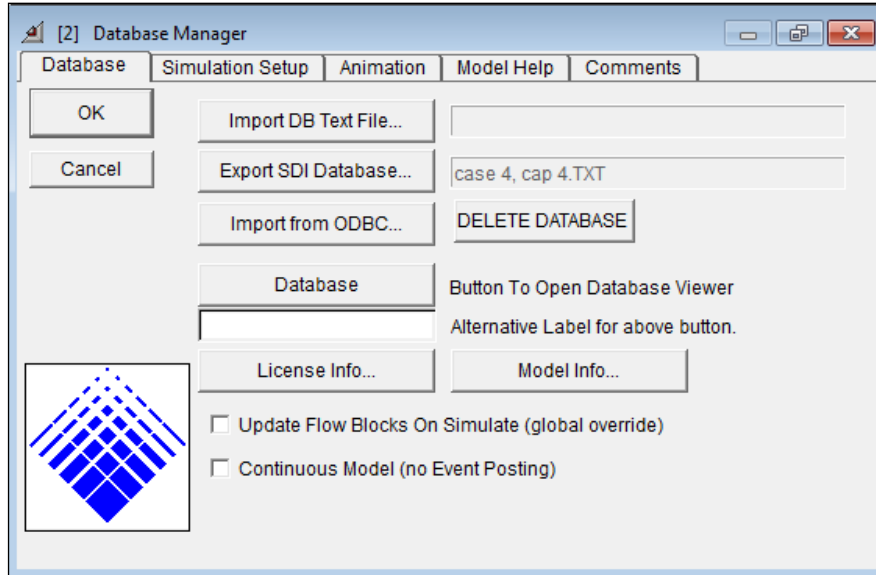 [2] Database Manager
Database Simulation Setup Animation Model Help Comments
OK
Import DB Text File...
Cancel
Export SDI Database...
case 4, cap 4.TXT
Import from ODBC...
DELETE DATABASE
Database
Button To Open Database Viewer
Alternative Label for above button.
License Info...
Model Info...
Update Flow Blocks On Simulate (global override)
Continuous Model (no Event Posting)